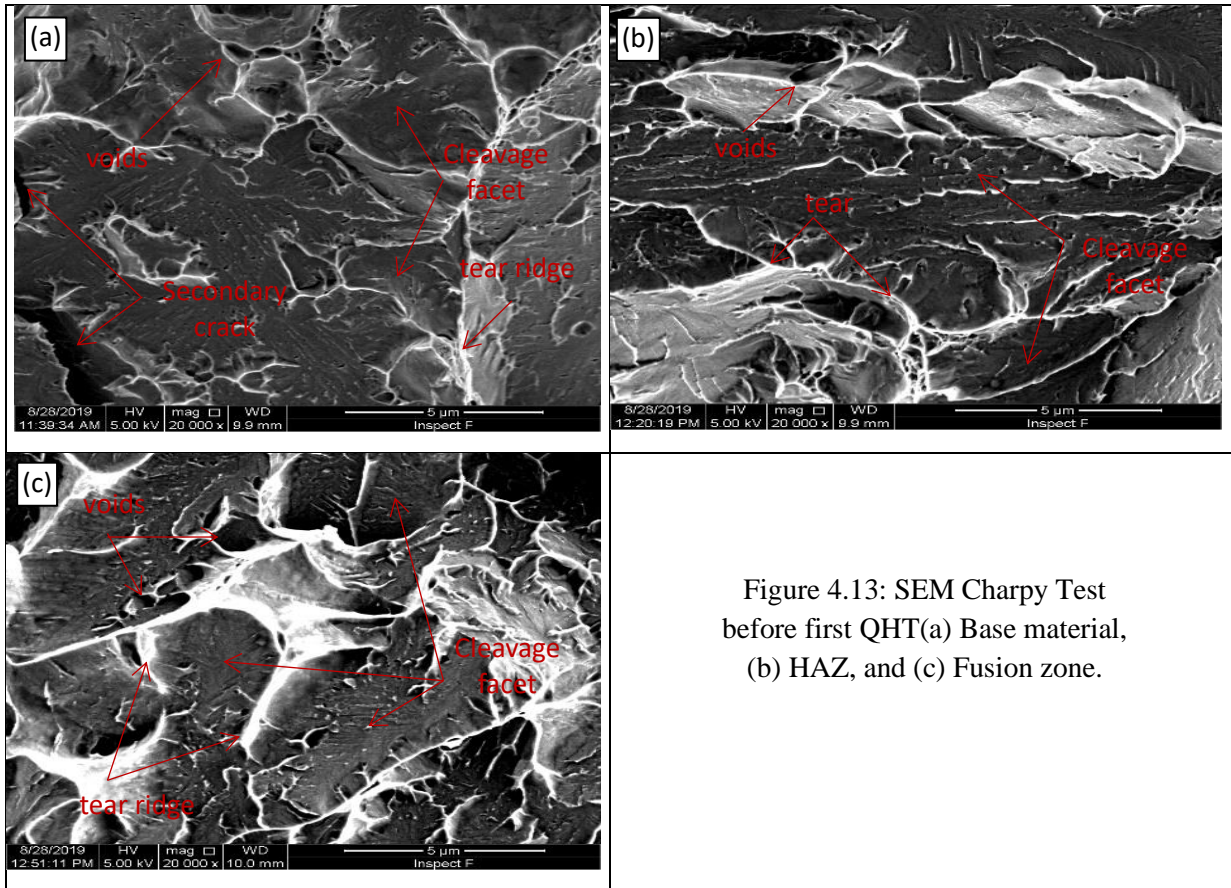 (a)
voids
Cleavage
facet
tear ridge
Secondary
crack
8/28/2019 HV mag □ WD 5 µm
11:39:34 AM 5.00 kV 20 000 x 9.9 mm Inspect F
(b)
voids
tear
Cleavage
facet
8/28/2019 HV mag □ WD 5 µm
12:20:19 PM 5.00 kV 20 000 x 9.9 mm Inspect F
(c)
voids
Cleavage
facet
tear ridge
8/28/2019 HV mag □ WD 5 µm
12:51:11 PM 5.00 kV 20 000 x 10.0 mm Inspect F
Figure 4.13: SEM Charpy Test
before first QHT(a) Base material,
(b) HAZ, and (c) Fusion zone.